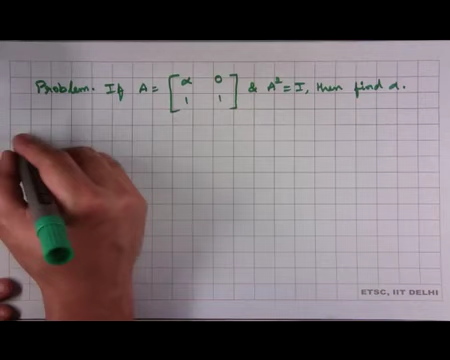 Problem. If A = [α 0 & A² = I, then find α.
1 1]
ETSC, IIT DELHI